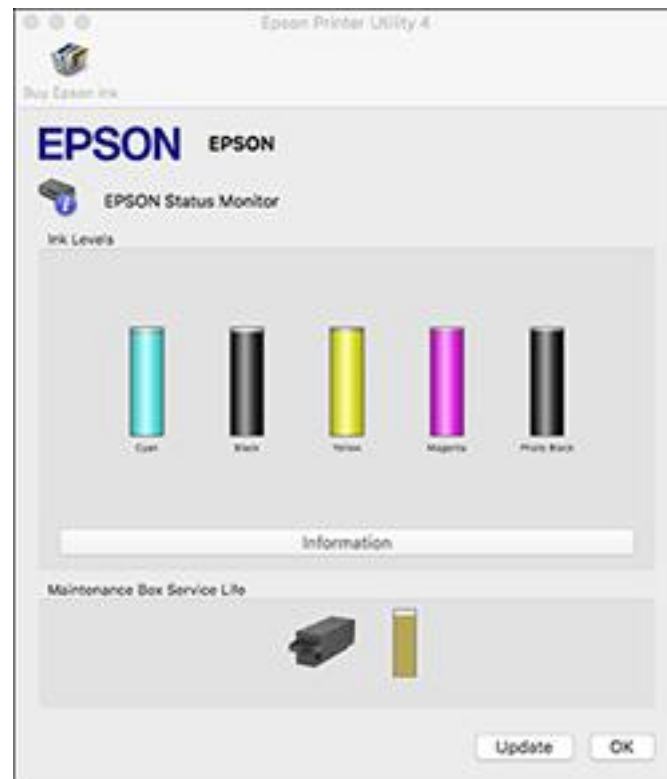 Epson Printer Utility 4
Buy Epson Ink
EPSON EPSON
EPSON Status Monitor
Ink Levels
Cyan Black Yellow Magenta Photo Black
Information
Maintenance Box Service Life
Update OK